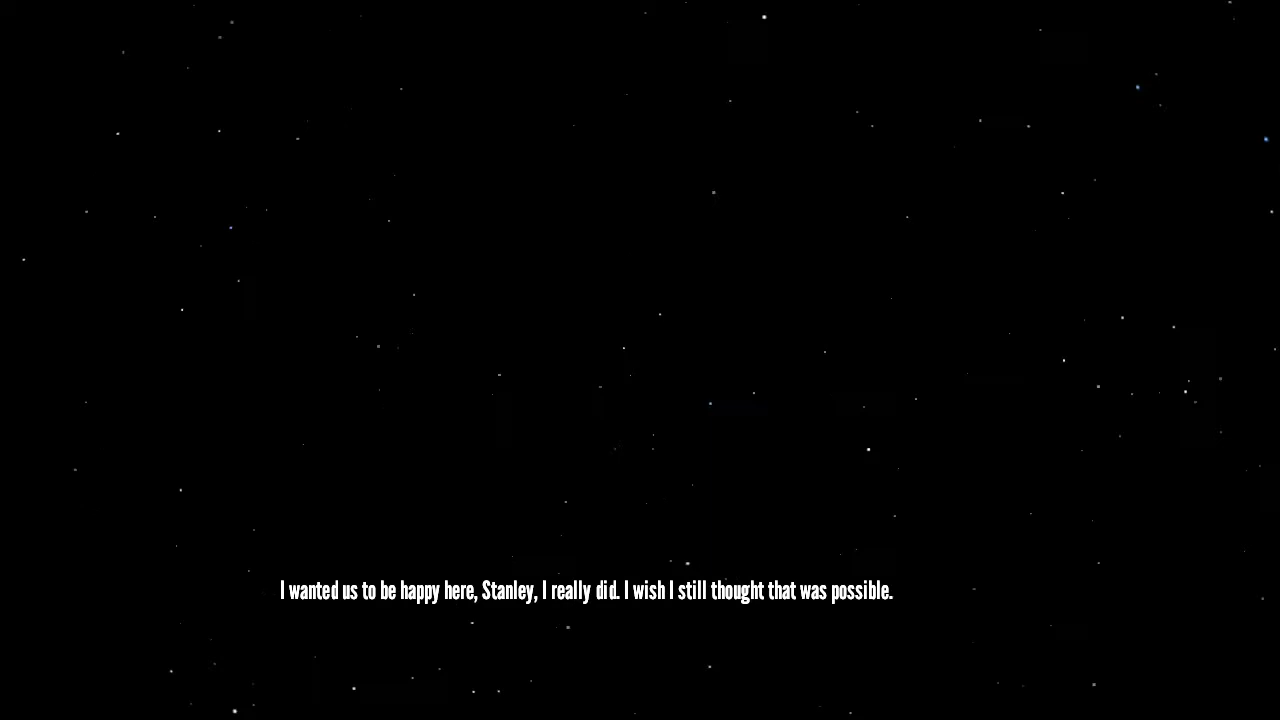 I wanted us to be happy here, Stanley, I really did. I wish I still thought that was possible.